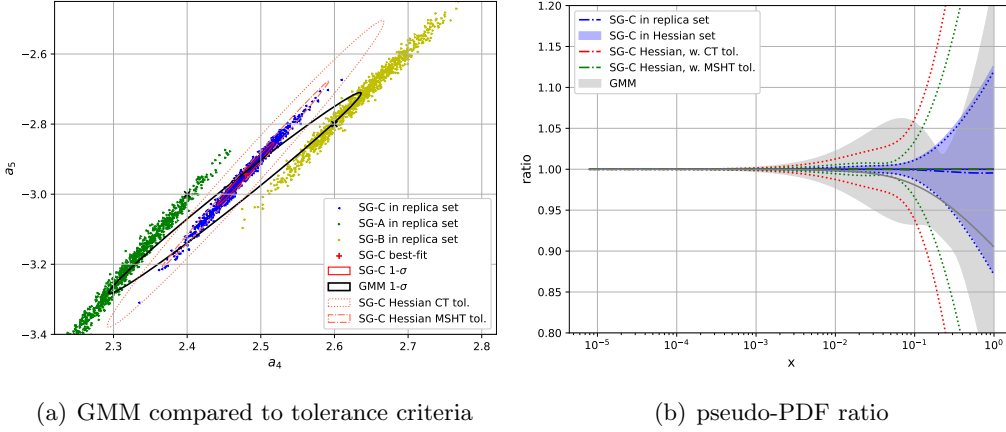 −2.6
−2.8
−3.0
−3.2
−3.4
a₅
2.3
2.4
2.5
2.6
2.7
2.8
a₄
SG-C in replica set
SG-A in replica set
SG-B in replica set
SG-C best-fit
SG-C 1-σ
GMM 1-σ
SG-C Hessian CT tol.
SG-C Hessian MSHT tol.
(a) GMM compared to tolerance criteria
1.20
1.15
1.10
1.05
1.00
0.95
0.90
0.85
0.80
ratio
10⁻⁵
10⁻⁴
10⁻³
10⁻²
10⁻¹
10⁰
x
SG-C in replica set
SG-C in Hessian set
SG-C Hessian, w. CT tol.
SG-C Hessian, w. MSHT tol.
GMM
(b) pseudo-PDF ratio